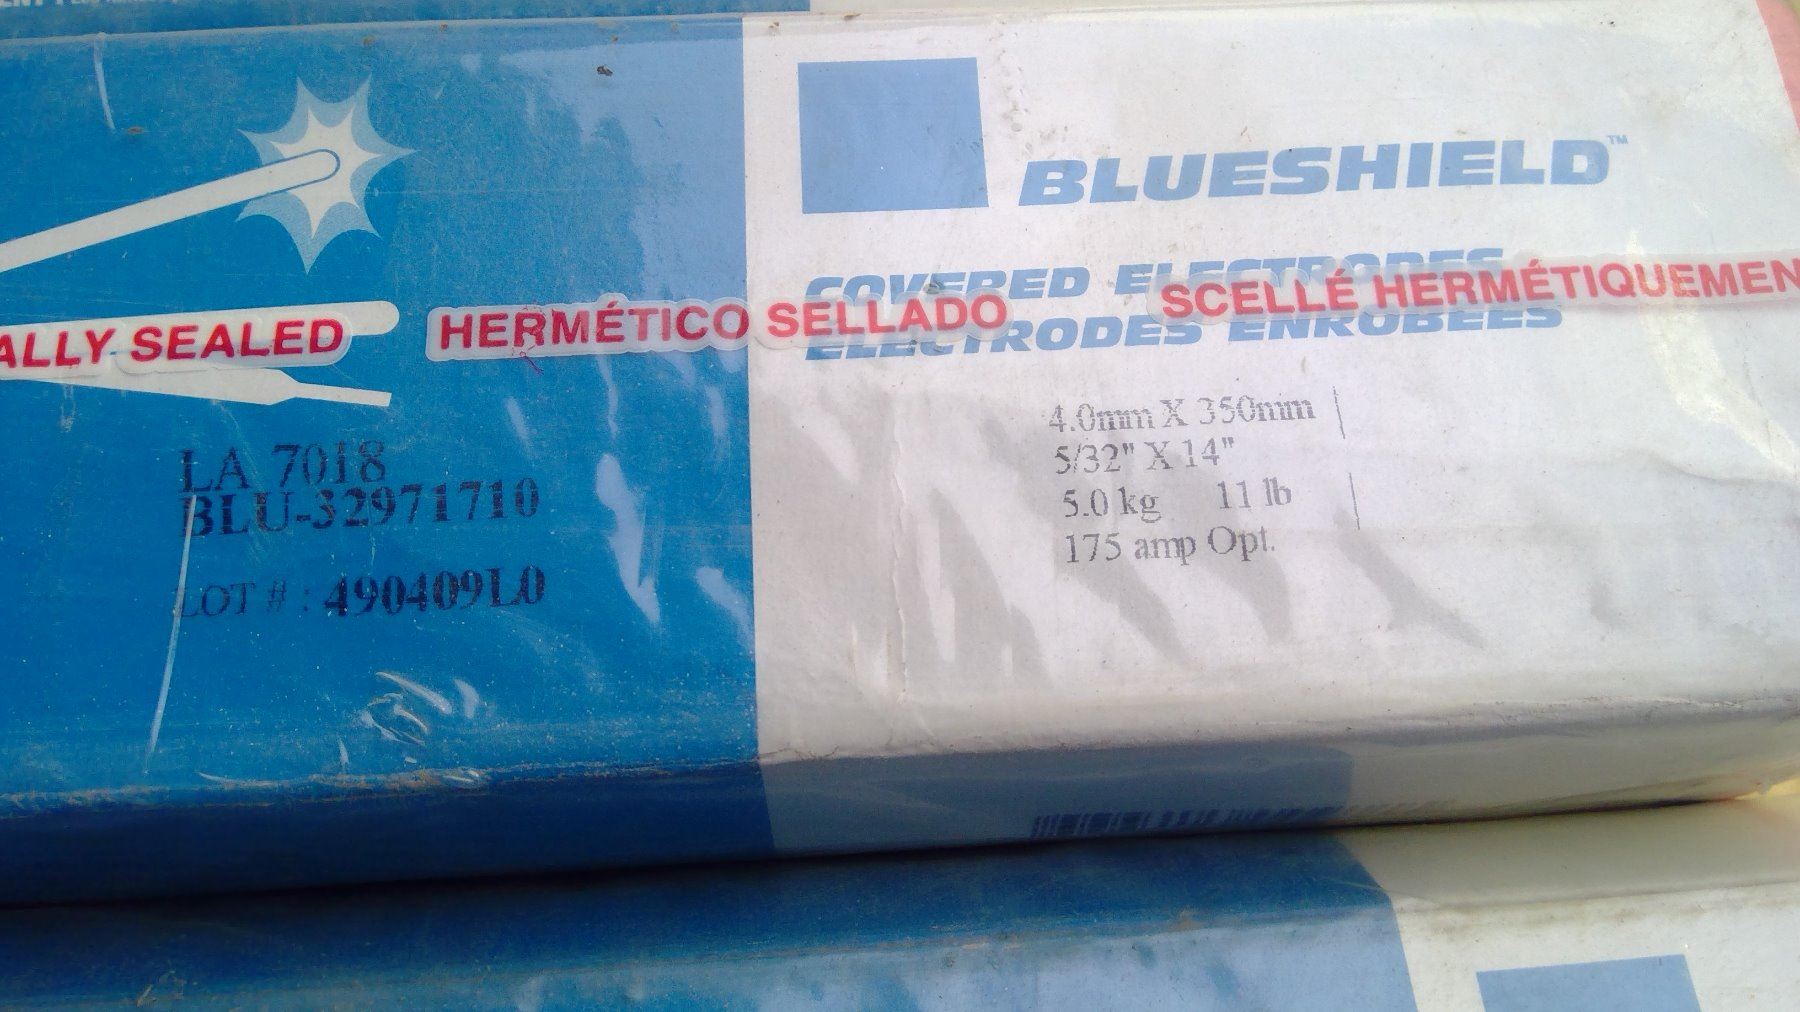 BLUESHIELD™
COVERED ELECTRODES
ALLY SEALED HERMÉTICO SELLADO SCELLÉ HERMÉTIQUEMEN
ELECTRODES ENROBÉES
4.0mm X 350mm
5/32" X 14"
5.0 kg 11 lb
175 amp Opt.
LA 7018
BLU-32971710
LOT # : 490409L0